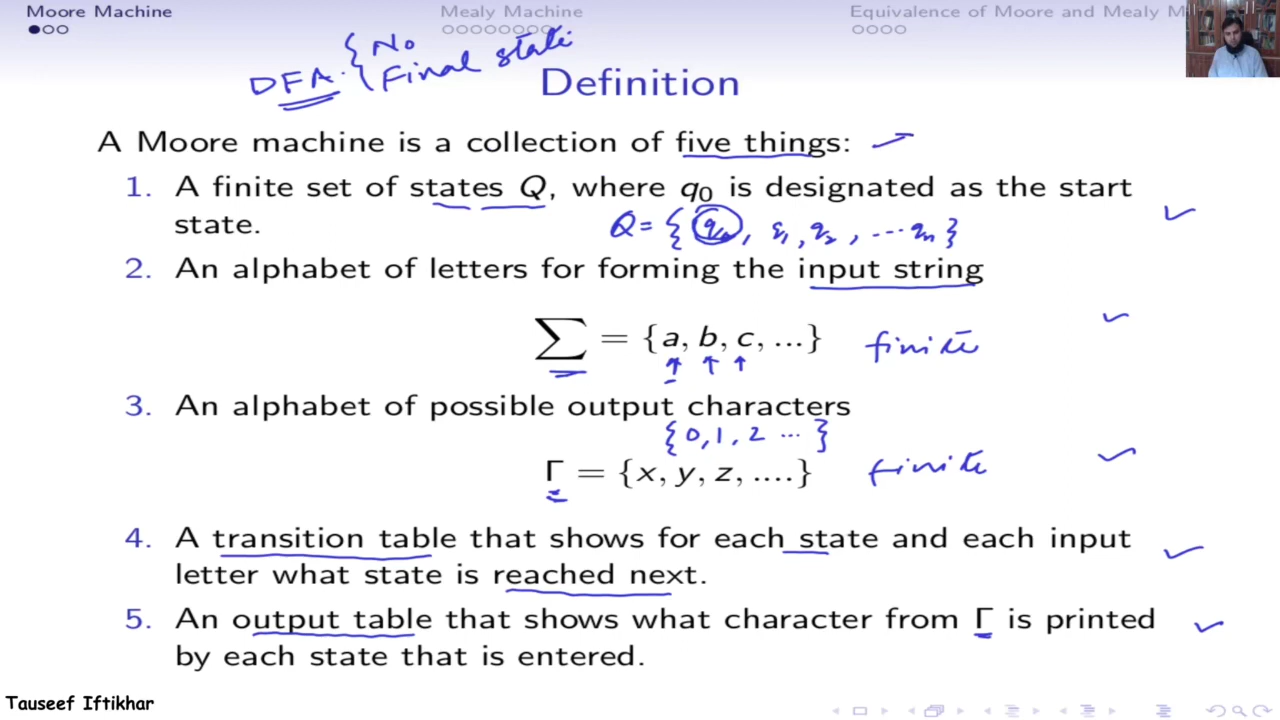 Moore Machine
Mealy Machine
Equivalence of Moore and Mealy M
DFA. { No
Final state
Definition
A Moore machine is a collection of five things:
1. A finite set of states Q, where q0 is designated as the start
state.
Q = { q0, q1, q2, ... qn }
2. An alphabet of letters for forming the input string
∑ = {a, b, c, ...} finite
3. An alphabet of possible output characters
{0, 1, 2 ... }
Γ = {x, y, z, ....} finite
4. A transition table that shows for each state and each input
letter what state is reached next.
5. An output table that shows what character from Γ is printed
by each state that is entered.
Tauseef Iftikhar